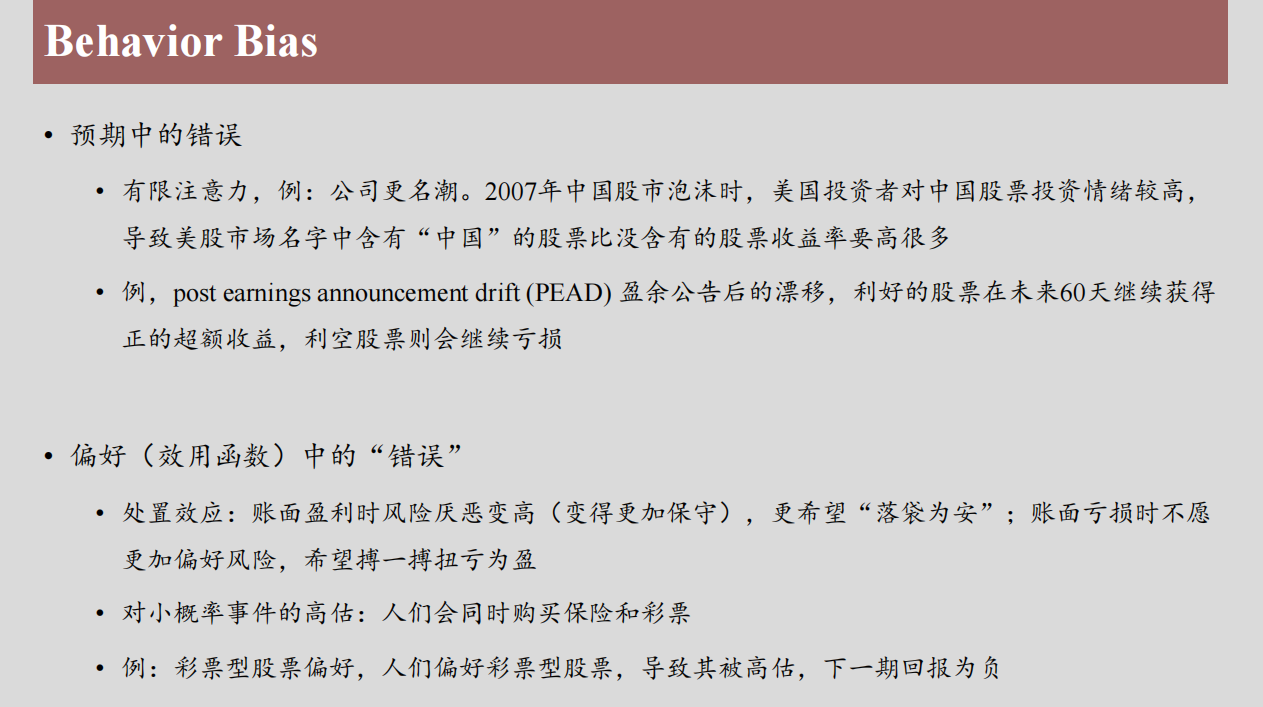 Behavior Bias
• 预期中的错误
• 有限注意力，例：公司更名潮。2007年中国股市泡沫时，美国投资者对中国股票投资情绪较高，
导致美股市场名字中含有“中国”的股票比没含有的股票收益率要高很多
• 例，post earnings announcement drift (PEAD) 盈余公告后的漂移，利好的股票在未来60天继续获得
正的超额收益，利空股票则会继续亏损
• 偏好（效用函数）中的“错误”
• 处置效应：账面盈利时风险厌恶变高（变得更加保守），更希望“落袋为安”；账面亏损时不愿
更加偏好风险，希望搏一搏扭亏为盈
• 对小概率事件的高估：人们会同时购买保险和彩票
• 例：彩票型股票偏好，人们偏好彩票型股票，导致其被高估，下一期回报为负